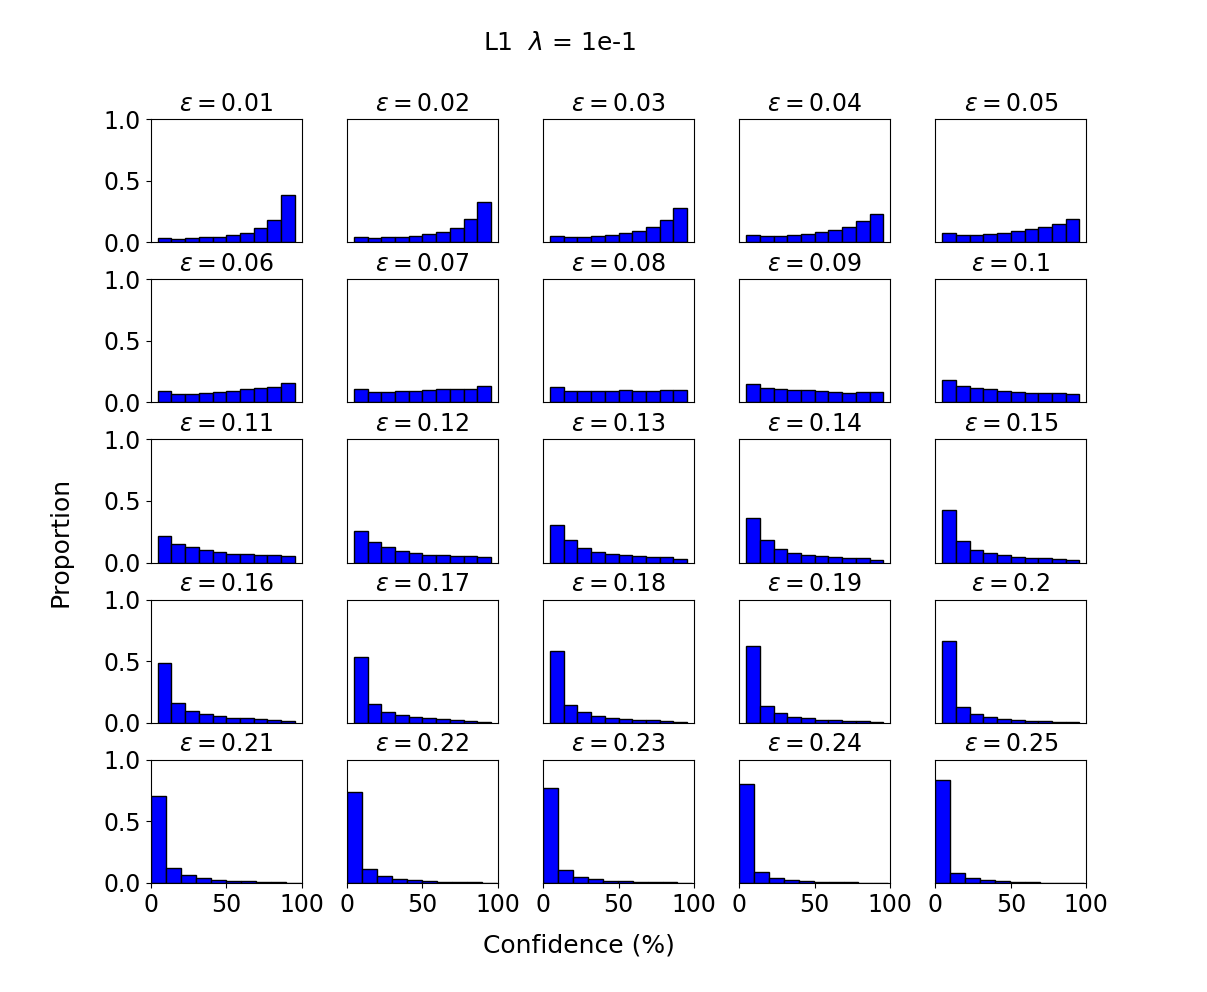 L1 λ = 1e-1
ε = 0.01 ε = 0.02 ε = 0.03 ε = 0.04 ε = 0.05
1.0
0.5
0.0
ε = 0.06 ε = 0.07 ε = 0.08 ε = 0.09 ε = 0.1
1.0
0.5
0.0
ε = 0.11 ε = 0.12 ε = 0.13 ε = 0.14 ε = 0.15
1.0
0.5
0.0
Proportion
ε = 0.16 ε = 0.17 ε = 0.18 ε = 0.19 ε = 0.2
1.0
0.5
0.0
ε = 0.21 ε = 0.22 ε = 0.23 ε = 0.24 ε = 0.25
1.0
0.5
0.0
0 50 100 0 50 100 0 50 100 0 50 100 0 50 100
Confidence (%)